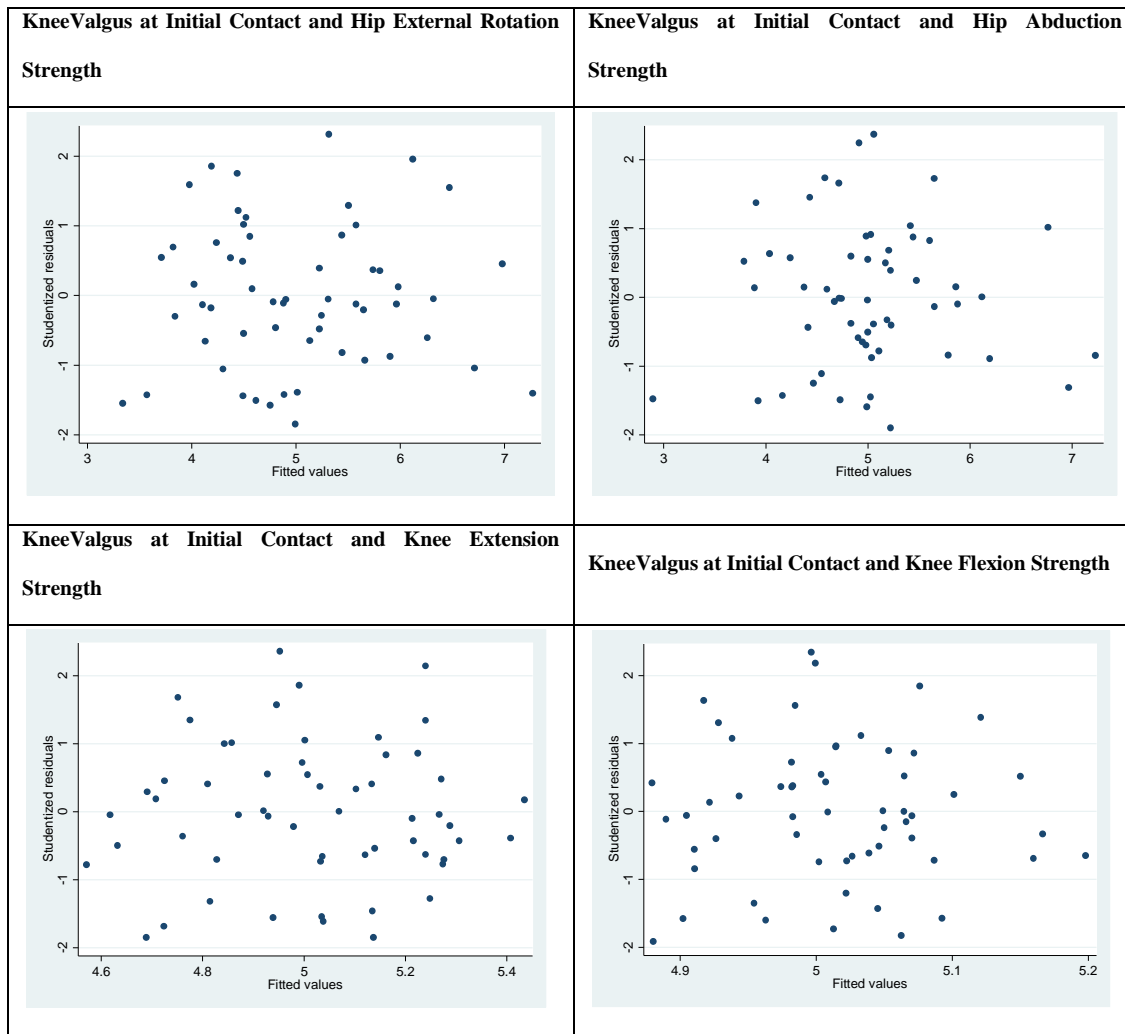 KneeValgus at Initial Contact and Hip External Rotation
Strength
KneeValgus at Initial Contact and Hip Abduction
Strength
2
1
0
-1
-2
Studentized residuals
3 4 5 6 7
Fitted values
2
1
0
-1
-2
Studentized residuals
3 4 5 6 7
Fitted values
KneeValgus at Initial Contact and Knee Extension
Strength
KneeValgus at Initial Contact and Knee Flexion Strength
2
1
0
-1
-2
Studentized residuals
4.6 4.8 5 5.2 5.4
Fitted values
2
1
0
-1
-2
Studentized residuals
4.9 5 5.1 5.2
Fitted values